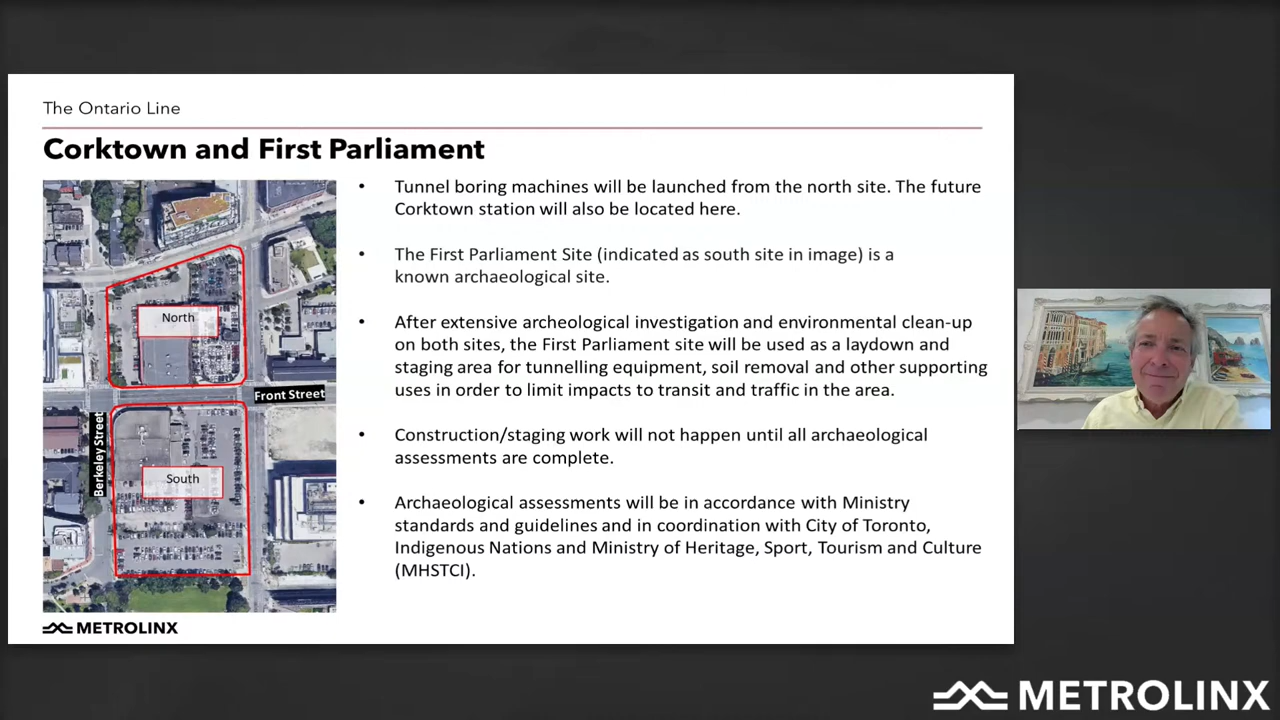 The Ontario Line
Corktown and First Parliament
North
Front Street
Berkeley Street
South
• Tunnel boring machines will be launched from the north site. The future
Corktown station will also be located here.
• The First Parliament Site (indicated as south site in image) is a
known archaeological site.
• After extensive archeological investigation and environmental clean-up
on both sites, the First Parliament site will be used as a laydown and
staging area for tunnelling equipment, soil removal and other supporting
uses in order to limit impacts to transit and traffic in the area.
• Construction/staging work will not happen until all archaeological
assessments are complete.
• Archaeological assessments will be in accordance with Ministry
standards and guidelines and in coordination with City of Toronto,
Indigenous Nations and Ministry of Heritage, Sport, Tourism and Culture
(MHSTCI).
METROLINX
METROLINX